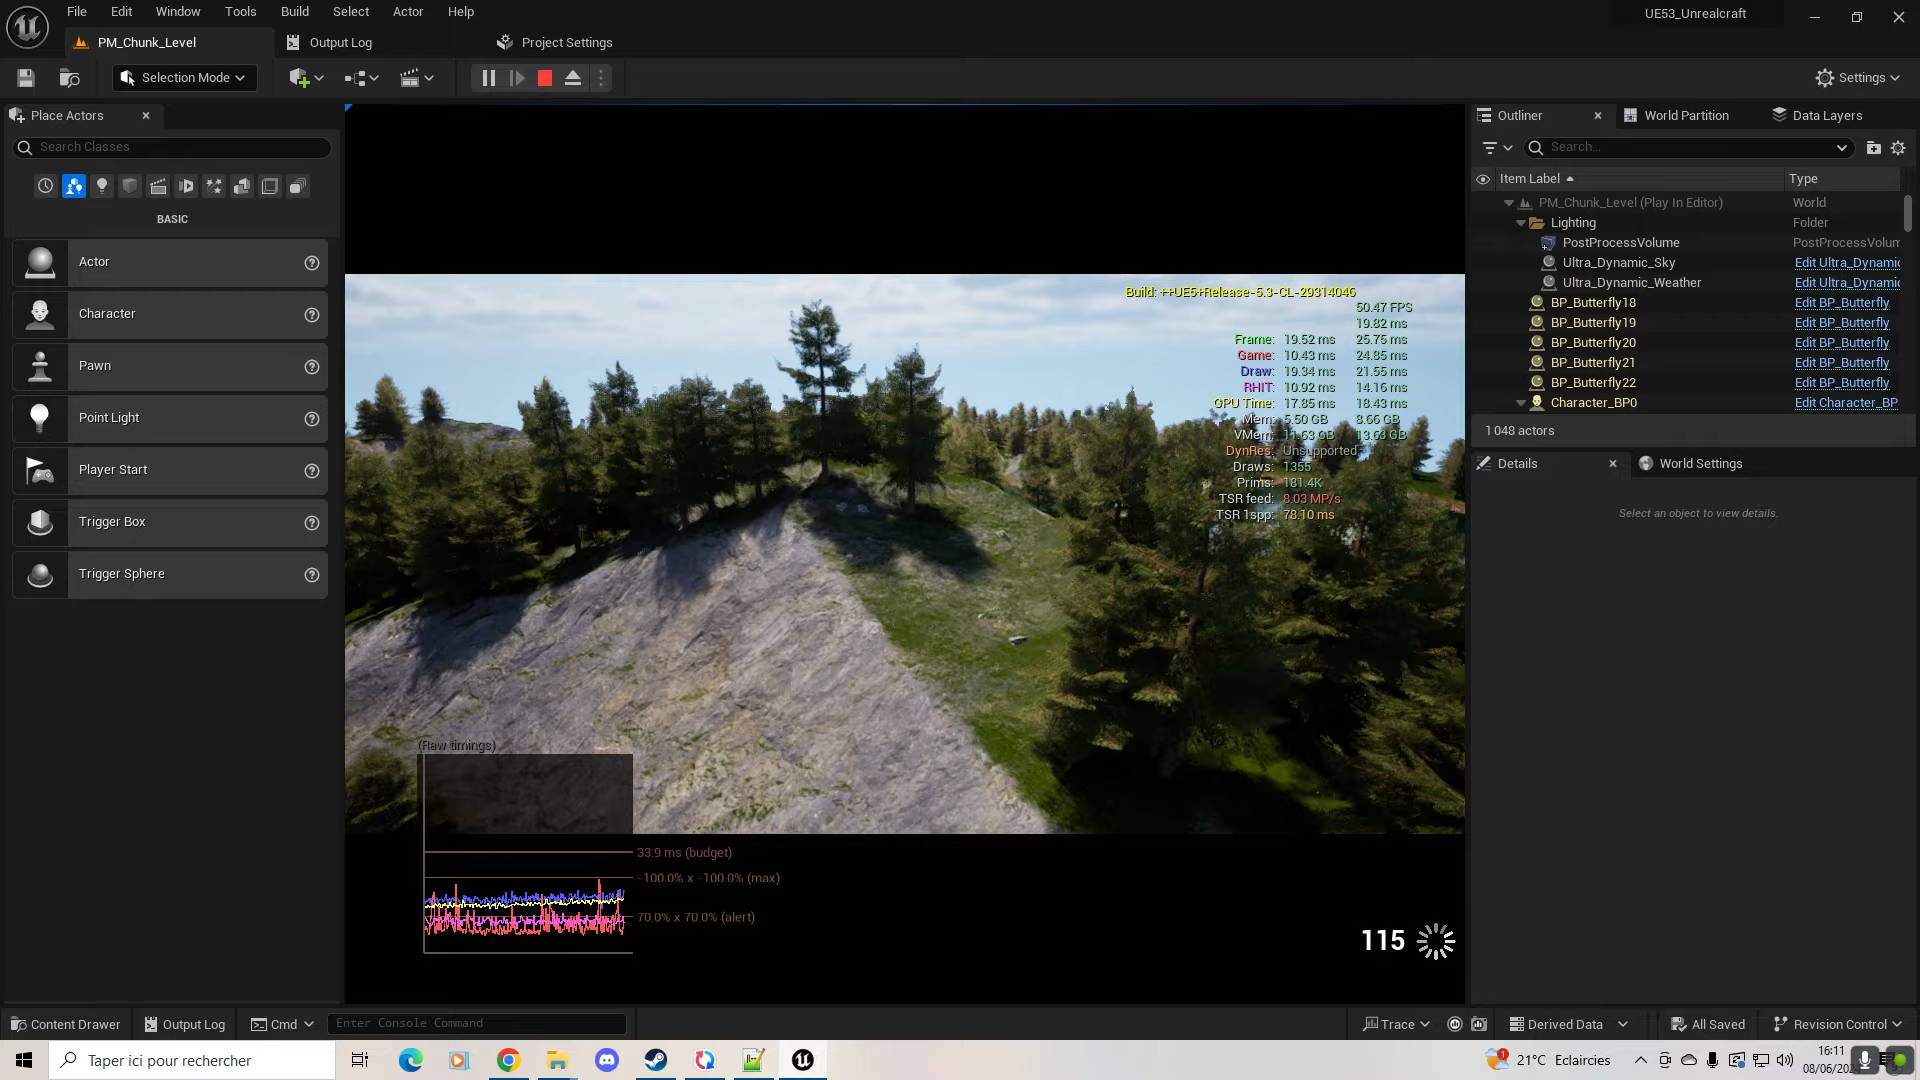 File Edit Window Tools Build Select Actor Help
UE53_Unrealcraft
PM_Chunk_Level
Output Log
Project Settings
Selection Mode
Settings
Place Actors
Search Classes
BASIC
Actor
Character
Pawn
Point Light
Player Start
Trigger Box
Trigger Sphere
Build: ++UE5+Release-5.3-CL-29314046
50.47 FPS
19.82 ms
Frame: 19.52 ms 25.75 ms
Game: 10.43 ms 24.85 ms
Draw: 19.34 ms 21.55 ms
RHIT: 10.92 ms 14.16 ms
GPU Time: 17.85 ms 18.43 ms
Mem: 5.50 GB 8.66 GB
VMem: 11.63 GB 13.63 GB
DynRes: Unsupported
Draws: 1355
Prims: 181.4K
TSR feed: 8.03 MP/s
TSR 1spp: 78.10 ms
(Raw timings)
33.9 ms (budget)
-100.0% x -100.0% (max)
70.0% x 70.0% (alert)
115
Outliner
World Partition
Data Layers
Search...
Item Label Type
PM_Chunk_Level (Play In Editor) World
Lighting Folder
PostProcessVolume PostProcessVolum
Ultra_Dynamic_Sky Edit Ultra_Dynamic
Ultra_Dynamic_Weather Edit Ultra_Dynamic
BP_Butterfly18 Edit BP_Butterfly
BP_Butterfly19 Edit BP_Butterfly
BP_Butterfly20 Edit BP_Butterfly
BP_Butterfly21 Edit BP_Butterfly
BP_Butterfly22 Edit BP_Butterfly
Character_BP0 Edit Character_BP
1 048 actors
Details
World Settings
Select an object to view details.
Content Drawer
Output Log
Cmd
Enter Console Command
Trace
Derived Data
All Saved
Revision Control
Taper ici pour rechercher
1
21°C Eclaircies
16:11